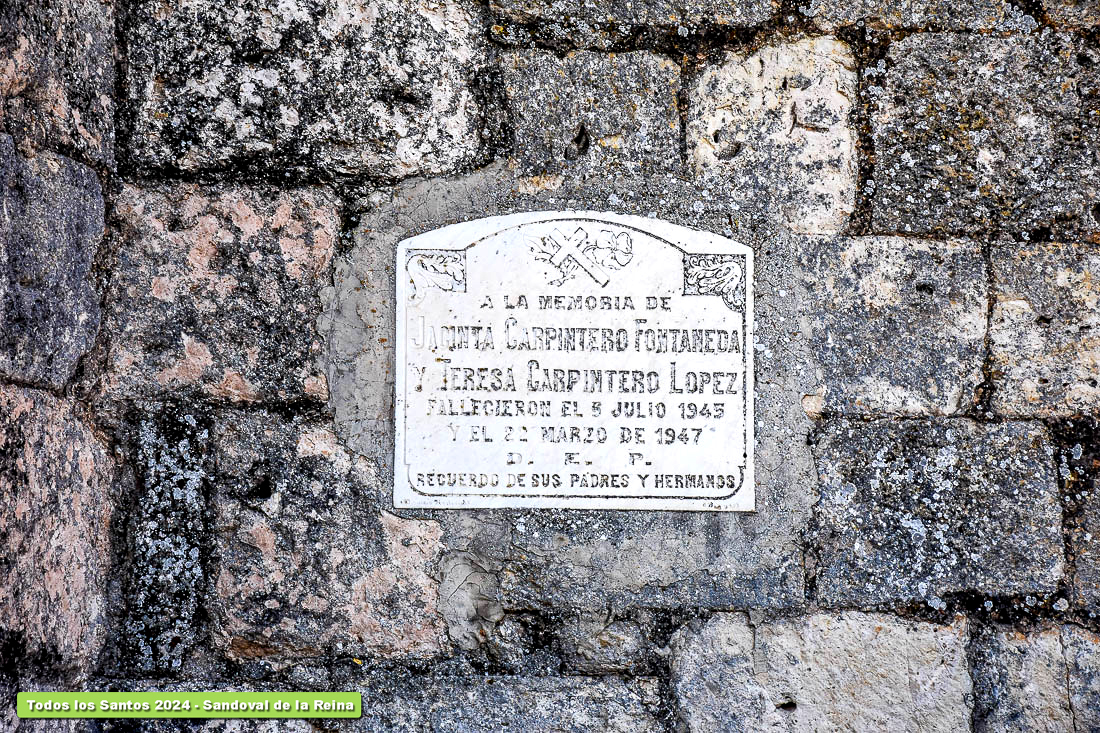 A LA MEMORIA DE
JACINTA CARPINTERO FONTANEDA
Y TERESA CARPINTERO LOPEZ
FALLECIERON EL 5 JULIO 1945
Y EL 22 MARZO DE 1947
D. E. P.
RECUERDO DE SUS PADRES Y HERMANOS
Todos los Santos 2024 - Sandoval de la Reina